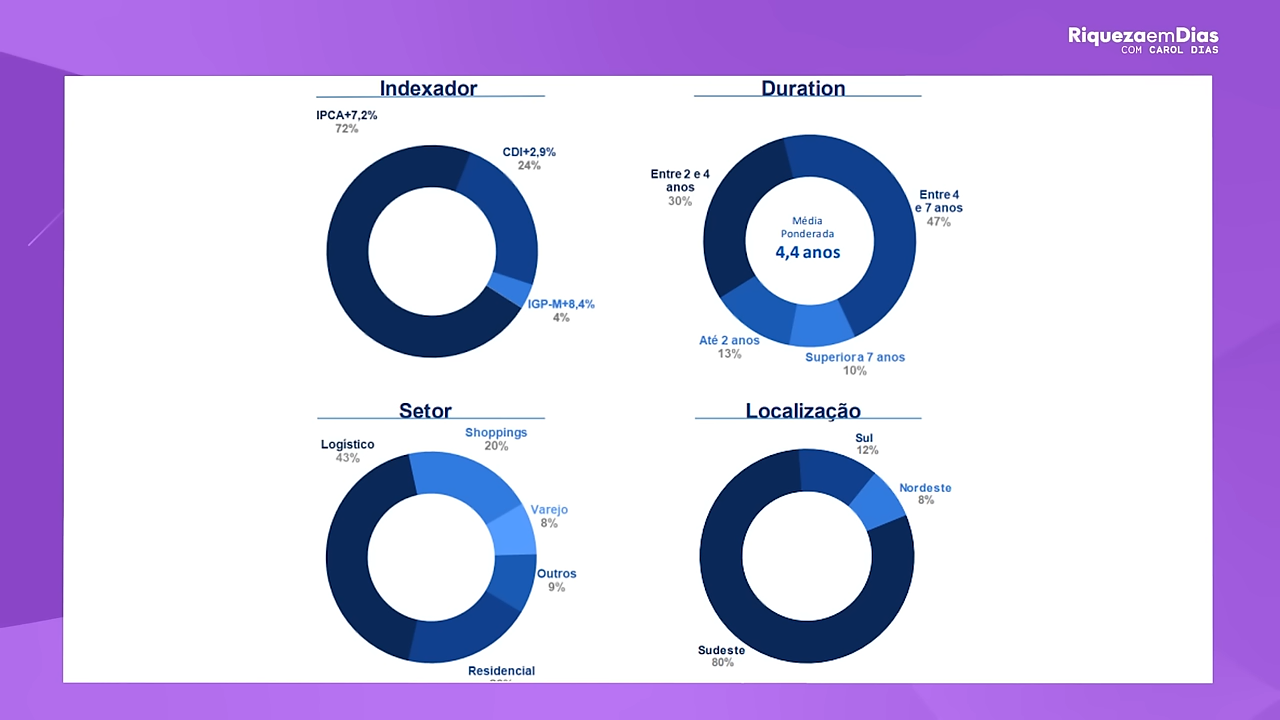 RiquezaemDias
COM CAROL DIAS
Indexador
IPCA+7,2%
72%
CDI+2,9%
24%
IGP-M+8,4%
4%
Duration
Entre 2 e 4
anos
30%
Entre 4
e 7 anos
47%
Média
Ponderada
4,4 anos
Até 2 anos
13%
Superior a 7 anos
10%
Setor
Logístico
43%
Shoppings
20%
Varejo
8%
Outros
9%
Residencial
Localização
Sul
12%
Nordeste
8%
Sudeste
80%